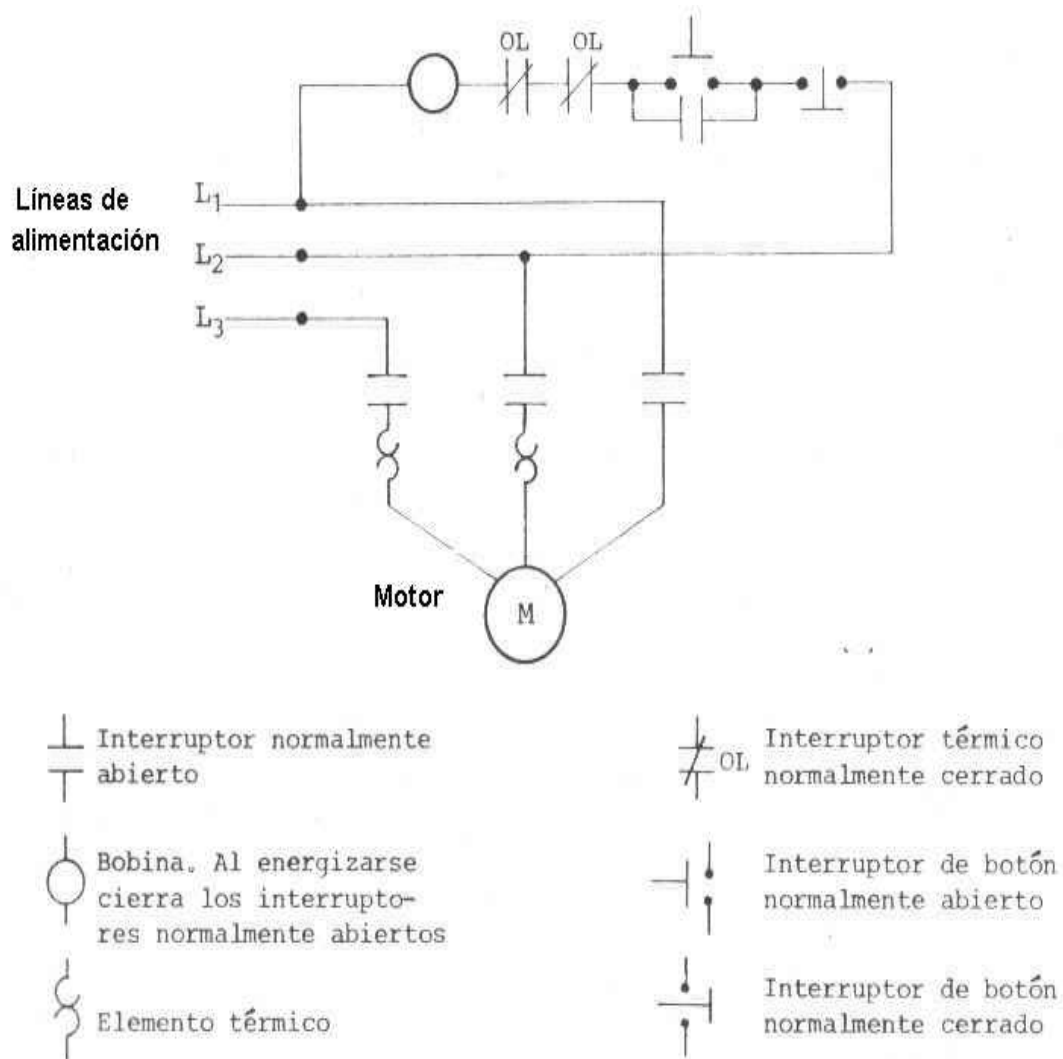 OL OL
Líneas de
alimentación
L1
L2
L3
Motor
M
Interruptor normalmente
abierto
Bobina. Al energizarse
cierra los interrupto-
res normalmente abiertos
Elemento térmico
OL
Interruptor térmico
normalmente cerrado
Interruptor de botón
normalmente abierto
Interruptor de botón
normalmente cerrado